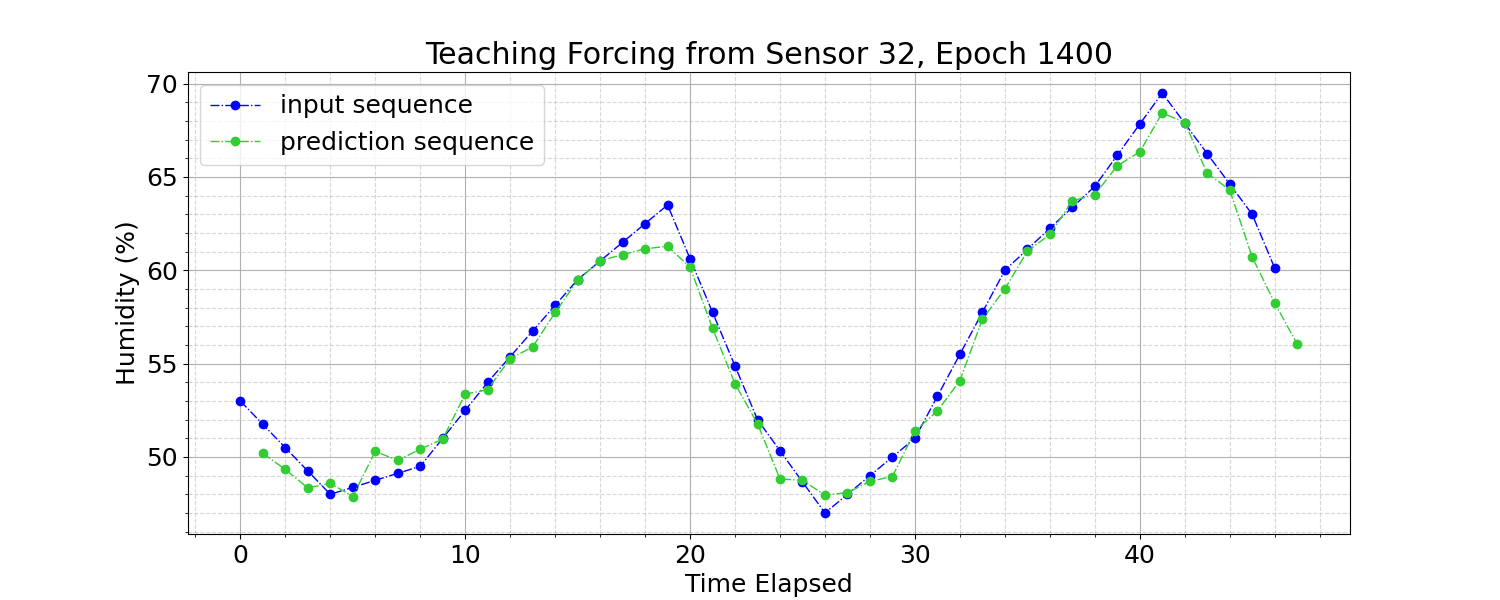 Teaching Forcing from Sensor 32, Epoch 1400
input sequence
prediction sequence
Humidity (%)
70
65
60
55
50
0 10 20 30 40
Time Elapsed